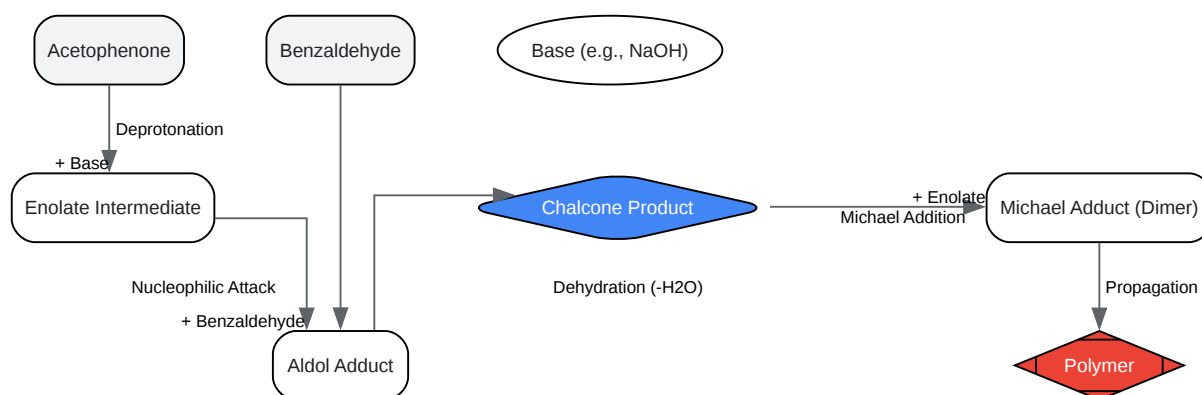 Acetophenone
Benzaldehyde
Base (e.g., NaOH)
Deprotonation
+ Base
Enolate Intermediate
Chalcone Product
+ Enolate
Michael Addition
Michael Adduct (Dimer)
Nucleophilic Attack
Dehydration (-H2O)
Propagation
+ Benzaldehyde
Aldol Adduct
Polymer